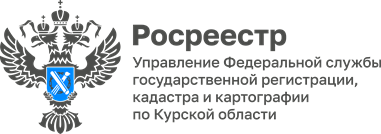 Росреестр
Управление Федеральной службы
государственной регистрации,
кадастра и картографии
по Курской области